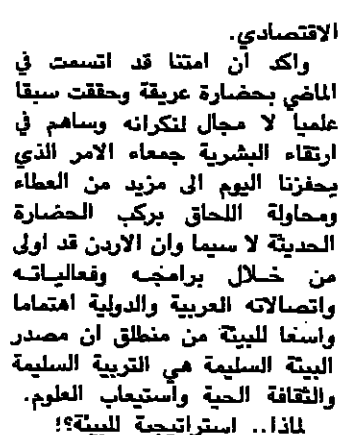 الاقتصادي.
واكد ان امتنا قد اتسمت في
الماضي بحضارة عريقة وحققت سبقا
علميا لا مجال لنكرانه وساهم في
ارتقاء البشرية جمعاء الامر الذي
يحفزنا اليوم الى مزيد من العطاء
ومحاولة اللحاق بركب الحضارة
الحديثة لا سيما وان الاردن قد اولى
من خلال برامجه وفعالياته
واتصالاته العربية والدولية اهتماما
واسعا للبيئة من منطلق ان مصدر
البيئة السليمة هي التربية السليمة
والثقافة الحية واستيعاب العلوم.
لماذا.. استراتيجية للبيئة؟!